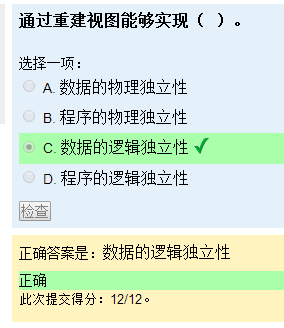 通过重建视图能够实现（ ）。
选择一项：
A. 数据的物理独立性
B. 程序的物理独立性
C. 数据的逻辑独立性
D. 程序的逻辑独立性
检查
正确答案是：数据的逻辑独立性
正确
此次提交得分：12/12。